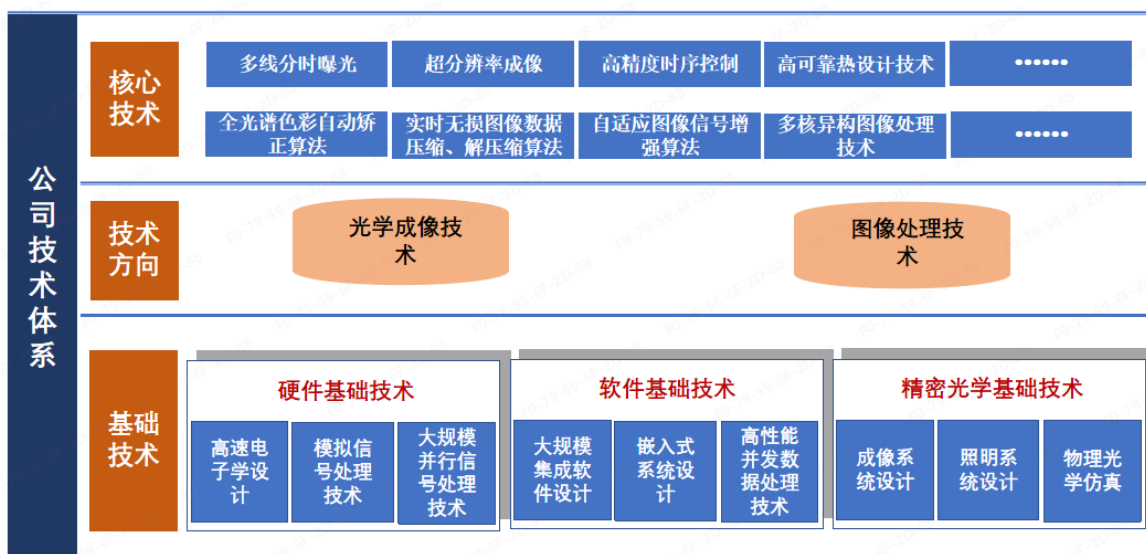 公司技术体系
核心
技术
多线分时曝光
超分辨率成像
高精度时序控制
高可靠热设计技术
••••••
全光谱色彩自动矫
正算法
实时无损图像数据
压缩、解压缩算法
自适应图像信号增
强算法
多核异构图像处理
技术
••••••
技术
方向
光学成像技
术
图像处理技
术
基础
技术
硬件基础技术
高速电
子学设
计
模拟信
号处理
技术
大规模
并行信
号处理
技术
软件基础技术
大规模
集成软
件设计
嵌入式
系统设
计
高性能
并发数
据处理
技术
精密光学基础技术
成像系
统设计
照明系
统设计
物理光
学仿真